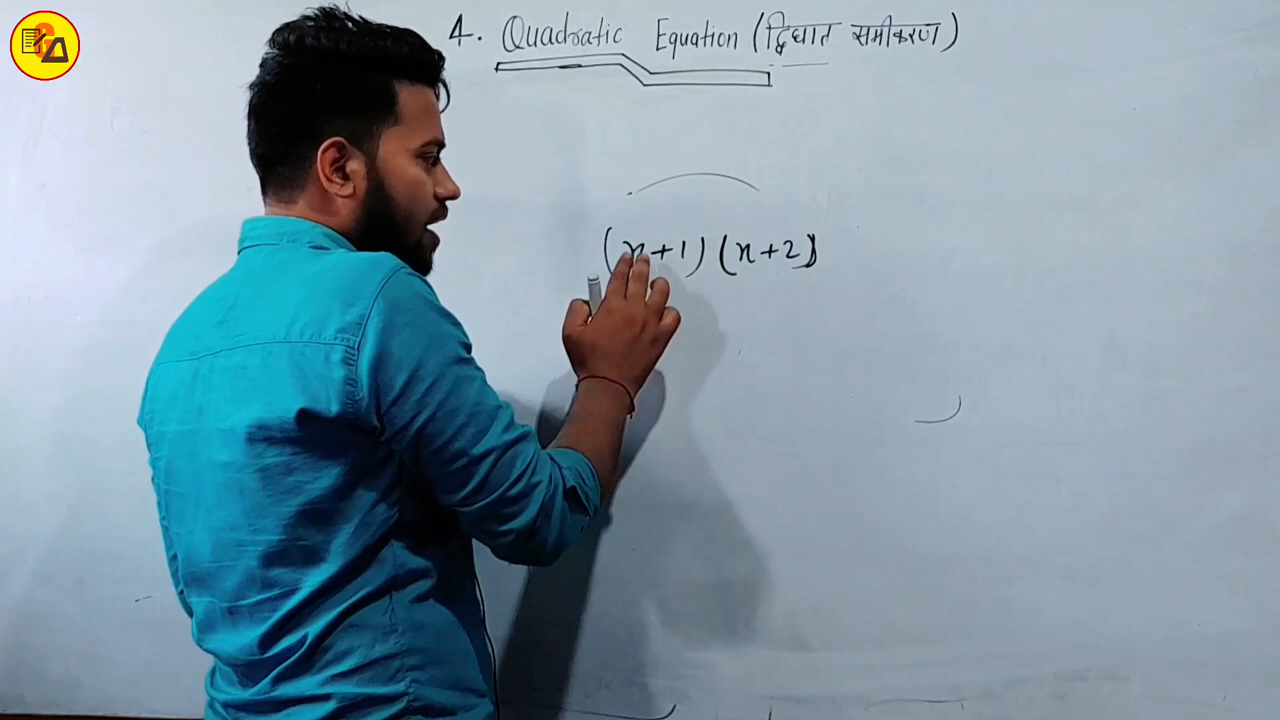 4. Quadratic Equation (द्विघात समीकरण)
(x+1) (x+2)